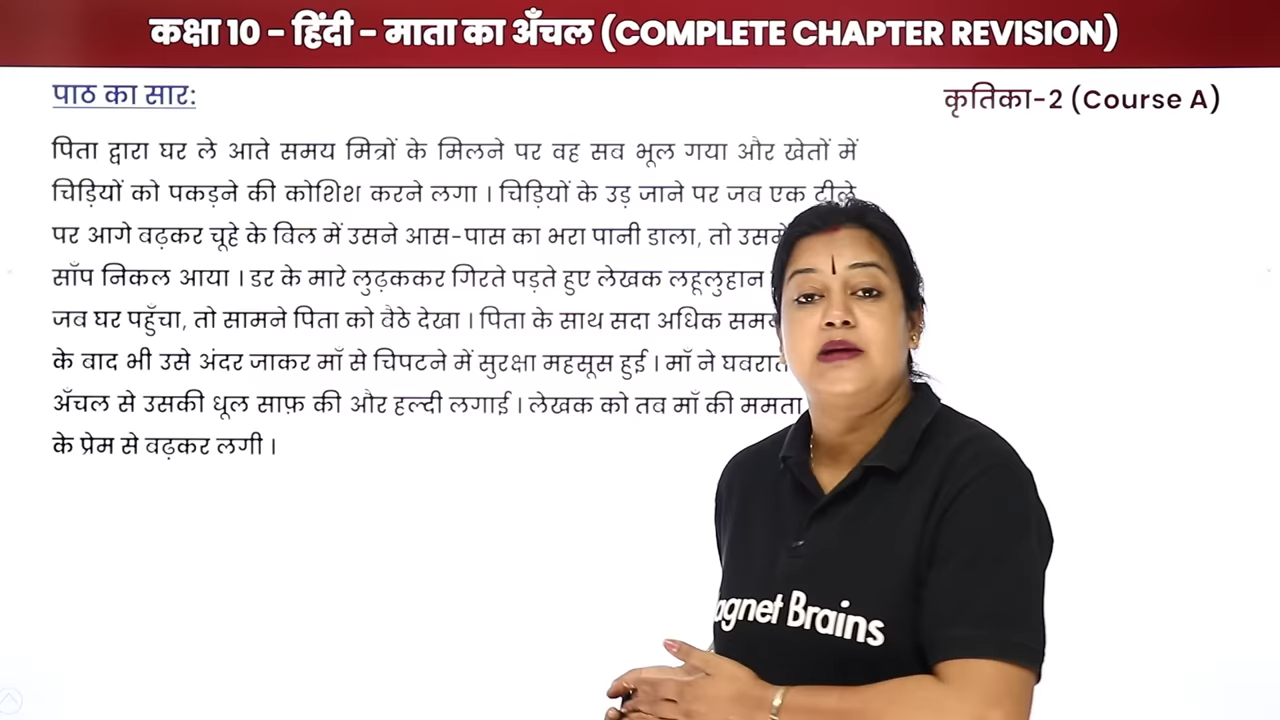 कक्षा 10 - हिंदी - माता का अँचल (COMPLETE CHAPTER REVISION)
पाठ का सार:
कृतिका-2 (Course A)
पिता द्वारा घर ले आते समय मित्रों के मिलने पर वह सब भूल गया और खेतों में
चिड़ियों को पकड़ने की कोशिश करने लगा । चिड़ियों के उड़ जाने पर जब एक टीले
पर आगे बढ़कर चूहे के बिल में उसने आस-पास का भरा पानी डाला, तो
साँप निकल आया । डर के मारे लुढ़ककर गिरते पड़ते हुए लेखक लहूलुहान
जब घर पहुँचा, तो सामने पिता को बैठे देखा । पिता के साथ सदा अधिक
के बाद भी उसे अंदर जाकर माँ से चिपटने में सुरक्षा महसूस हुई । माँ ने
अँचल से उसकी धूल साफ़ की और हल्दी लगाई । लेखक को तब माँ की ममता
के प्रेम से बढ़कर लगी ।
agnet Brains